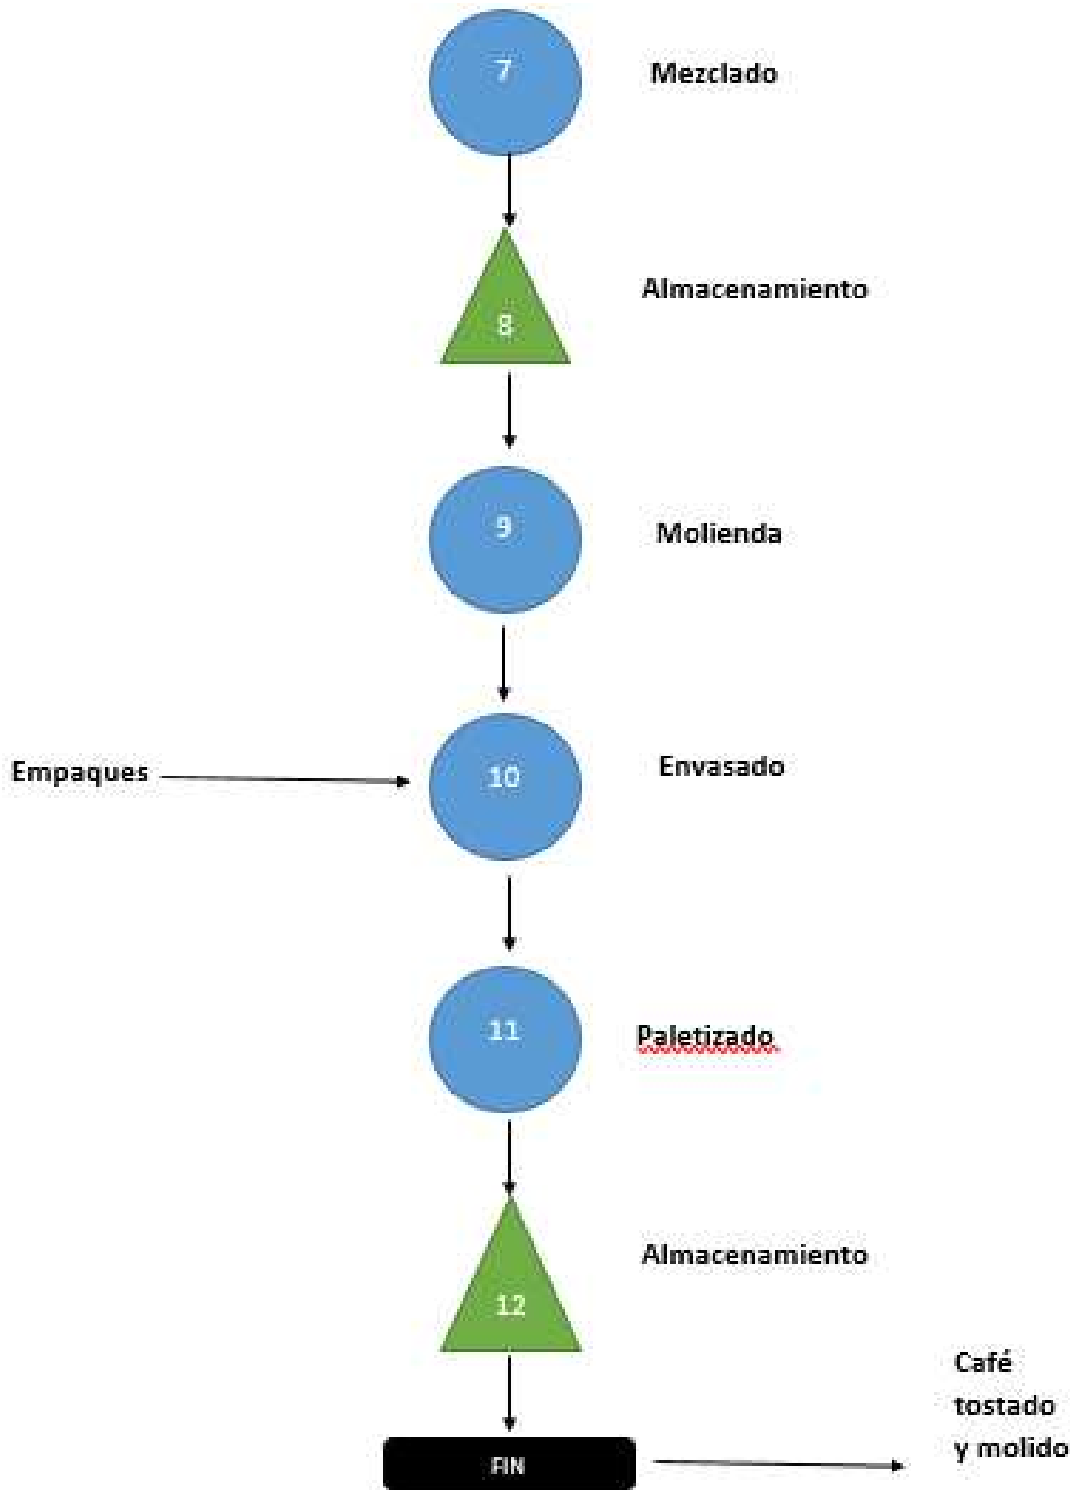 7
Mezclado
Almacenamiento
8
9
Molienda
Empaques
10
Envasado
11
Paletizado
Almacenamiento
12
Café
tostado
y molido
FIN